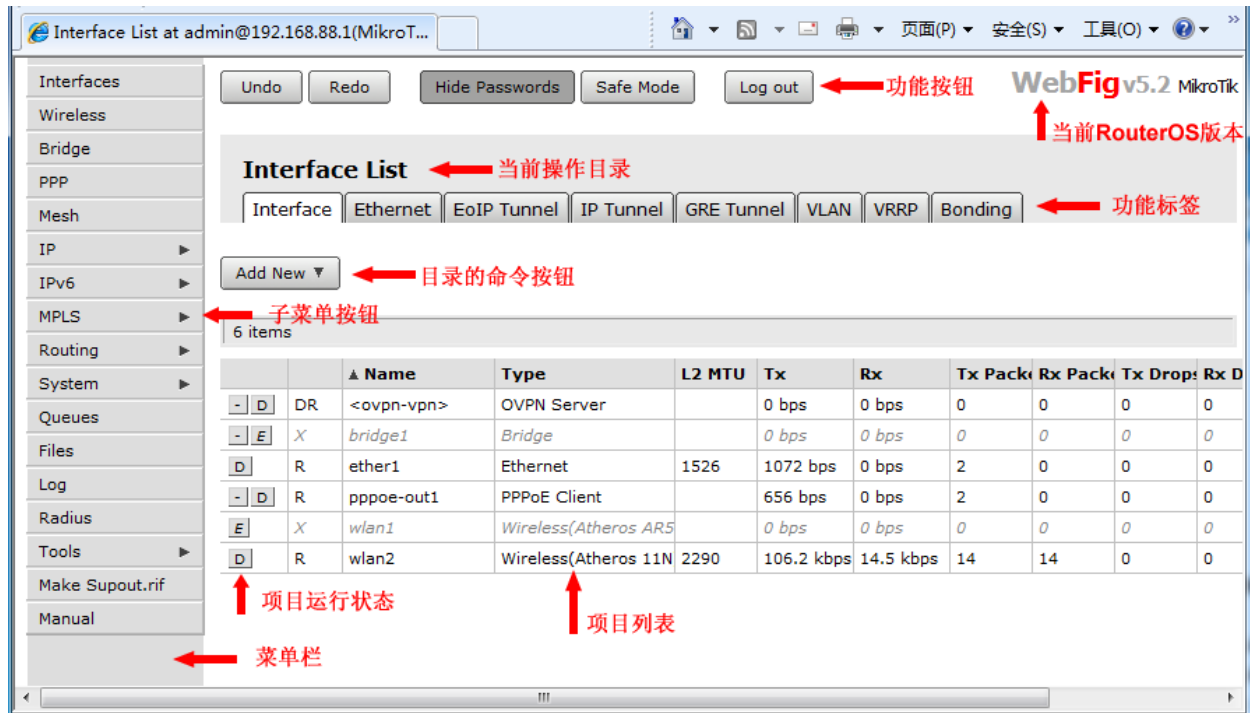 Interface List at admin@192.168.88.1(MikroT...
页面(P) 安全(S) 工具(O)
Interfaces
Wireless
Bridge
PPP
Mesh
IP
IPv6
MPLS
Routing
System
Queues
Files
Log
Radius
Tools
Make Supout.rif
Manual
菜单栏
子菜单按钮
Undo Redo Hide Passwords Safe Mode Log out 功能按钮
WebFig v5.2 MikroTik
当前RouterOS版本
Interface List 当前操作目录
Interface Ethernet EoIP Tunnel IP Tunnel GRE Tunnel VLAN VRRP Bonding 功能标签
Add New 目录的命令按钮
6 items
Name Type L2 MTU Tx Rx Tx Pack Rx Pack Tx Drops Rx D
- D DR <ovpn-vpn> OVPN Server 0 bps 0 bps 0 0 0 0
- E X bridge1 Bridge 0 bps 0 bps 0 0 0 0
D R ether1 Ethernet 1526 1072 bps 0 bps 2 0 0 0
- D R pppoe-out1 PPPoE Client 656 bps 0 bps 2 0 0 0
E X wlan1 Wireless(Atheros AR5 0 bps 0 bps 0 0 0 0
D R wlan2 Wireless(Atheros 11N 2290 106.2 kbps 14.5 kbps 14 14 0 0
项目运行状态
项目列表